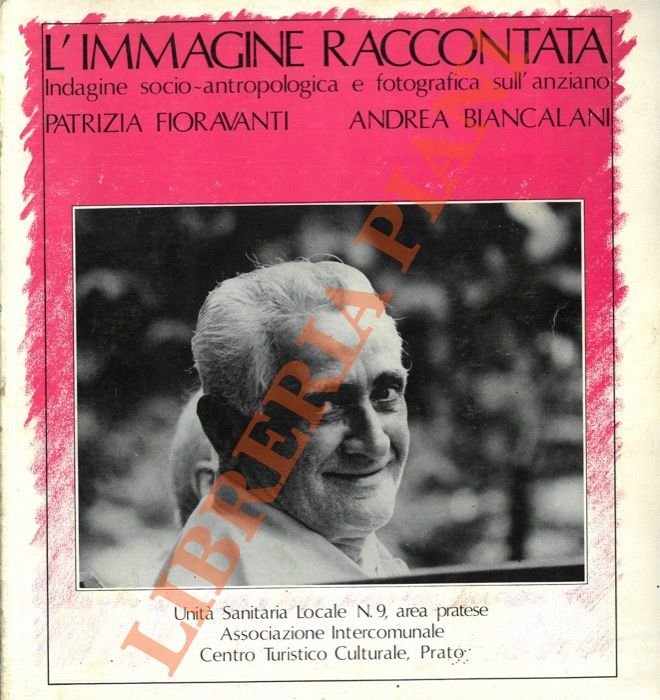 L'IMMAGINE RACCONTATA
Indagine socio-antropologica e fotografica sull'anziano
PATRIZIA FIORAVANTI ANDREA BIANCALANI
LIBRERIA PIANI
Unità Sanitaria Locale N.9, area pratese
Associazione Intercomunale
Centro Turistico Culturale, Prato